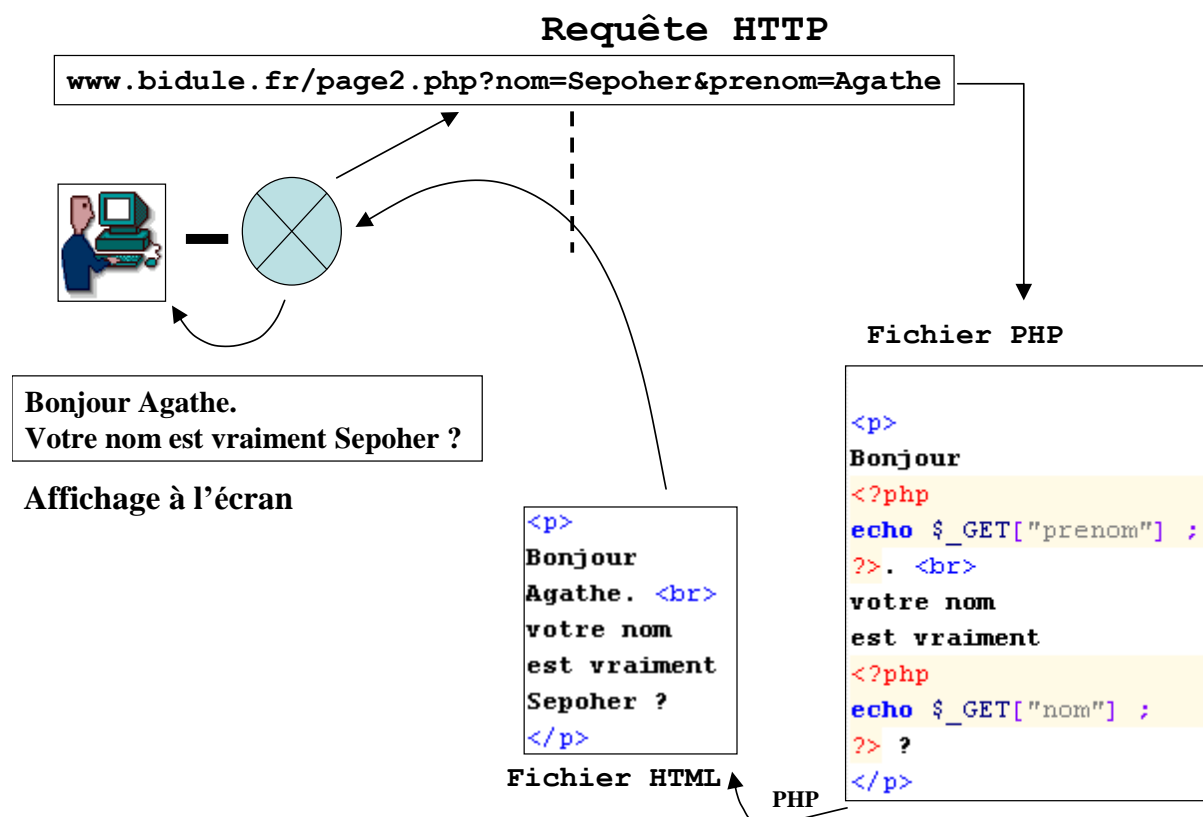 Requête HTTP
www.bidule.fr/page2.php?nom=Sepoher&prenom=Agathe
Bonjour Agathe.
Votre nom est vraiment Sepoher ?
Affichage à l’écran
<p>
Bonjour
Agathe. <br>
votre nom
est vraiment
Sepoher ?
</p>
Fichier HTML
PHP
Fichier PHP
<p>
Bonjour
<?php
echo $_GET["prenom"] ;
?>. <br>
votre nom
est vraiment
<?php
echo $_GET["nom"] ;
?> ?
</p>